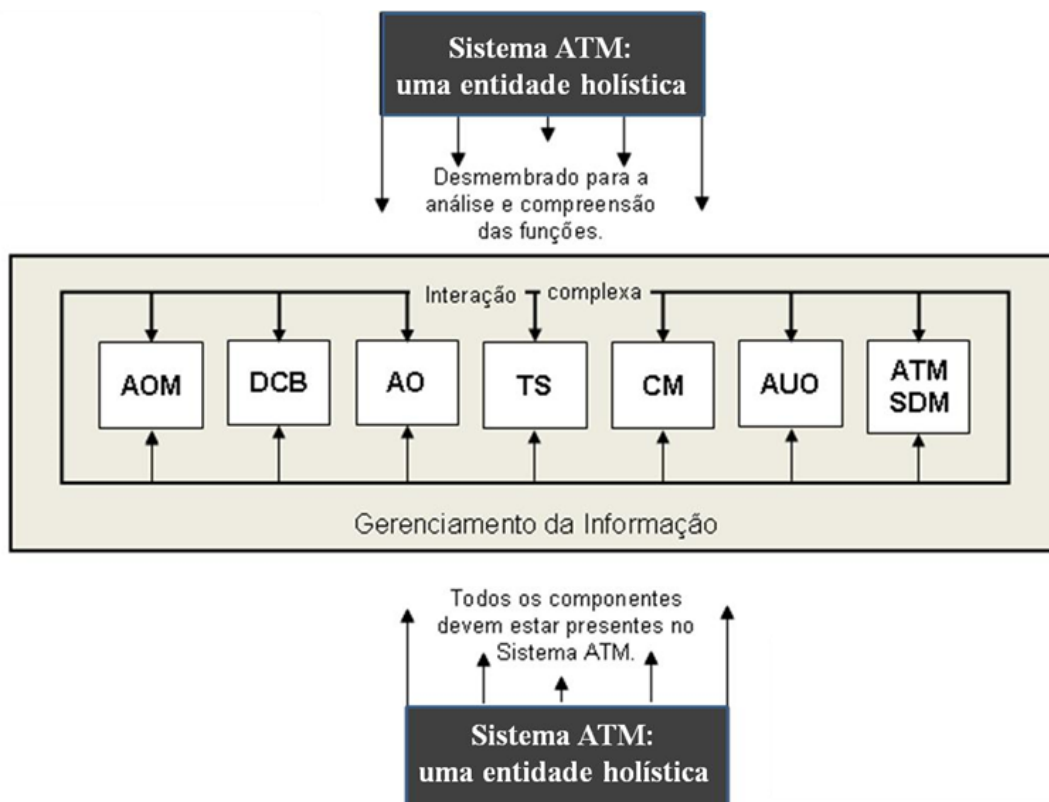 Sistema ATM:
uma entidade holística
Desmembrado para a
análise e compreensão
das funções.
Interação complexa
AOM
DCB
AO
TS
CM
AUO
ATM
SDM
Gerenciamento da Informação
Todos os componentes
devem estar presentes no
Sistema ATM.
Sistema ATM:
uma entidade holística